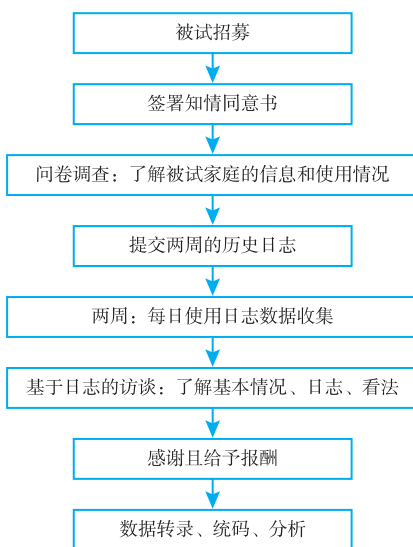 被试招募
签署知情同意书
问卷调查：了解被试家庭的信息和使用情况
提交两周的历史日志
两周：每日使用日志数据收集
基于日志的访谈：了解基本情况、日志、看法
感谢且给予报酬
数据转录、统码、分析